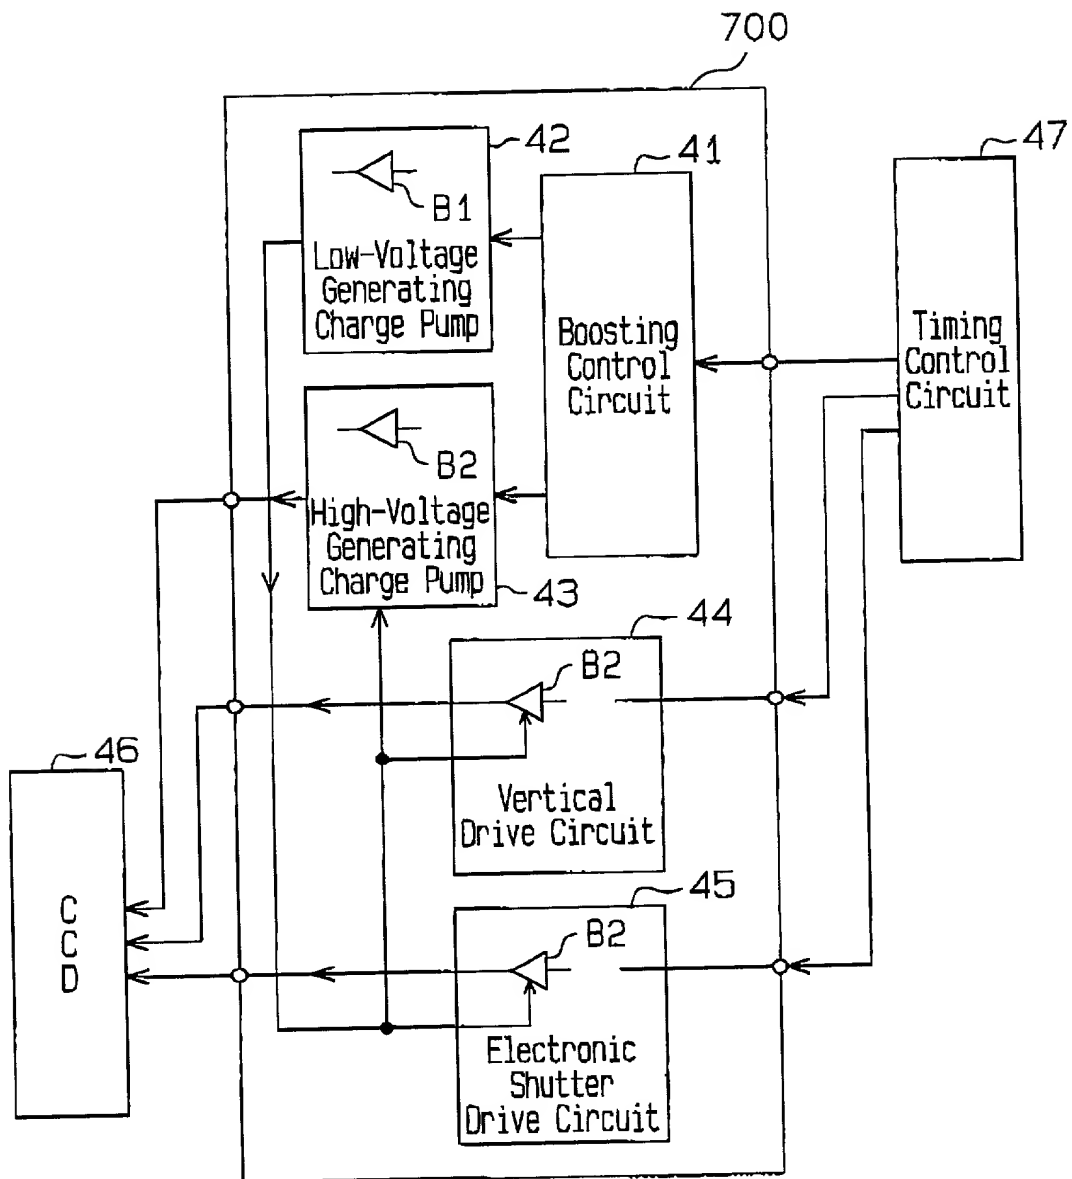 700
42
B1
Low-Voltage
Generating
Charge Pump
41
Boosting
Control
Circuit
47
Timing
Control
Circuit
B2
High-Voltage
Generating
Charge Pump
43
44
B2
Vertical
Drive Circuit
46
C
C
D
45
B2
Electronic
Shutter
Drive Circuit